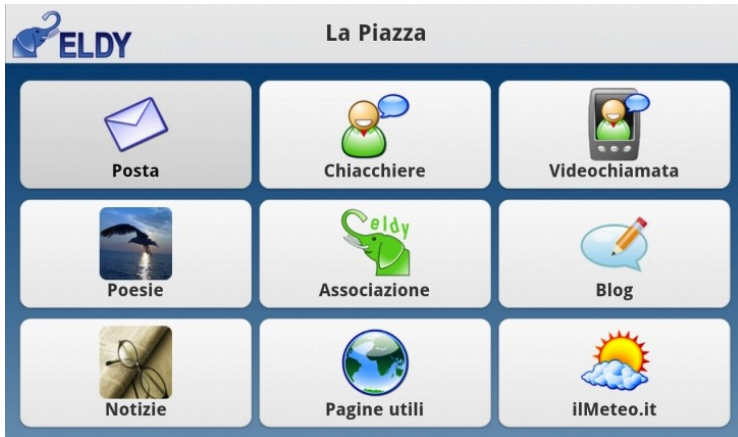 ELDY
La Piazza
Posta
Chiacchiere
Videochiamata
Poesie
eldy
Associazione
Blog
Notizie
Pagine utili
ilMeteo.it